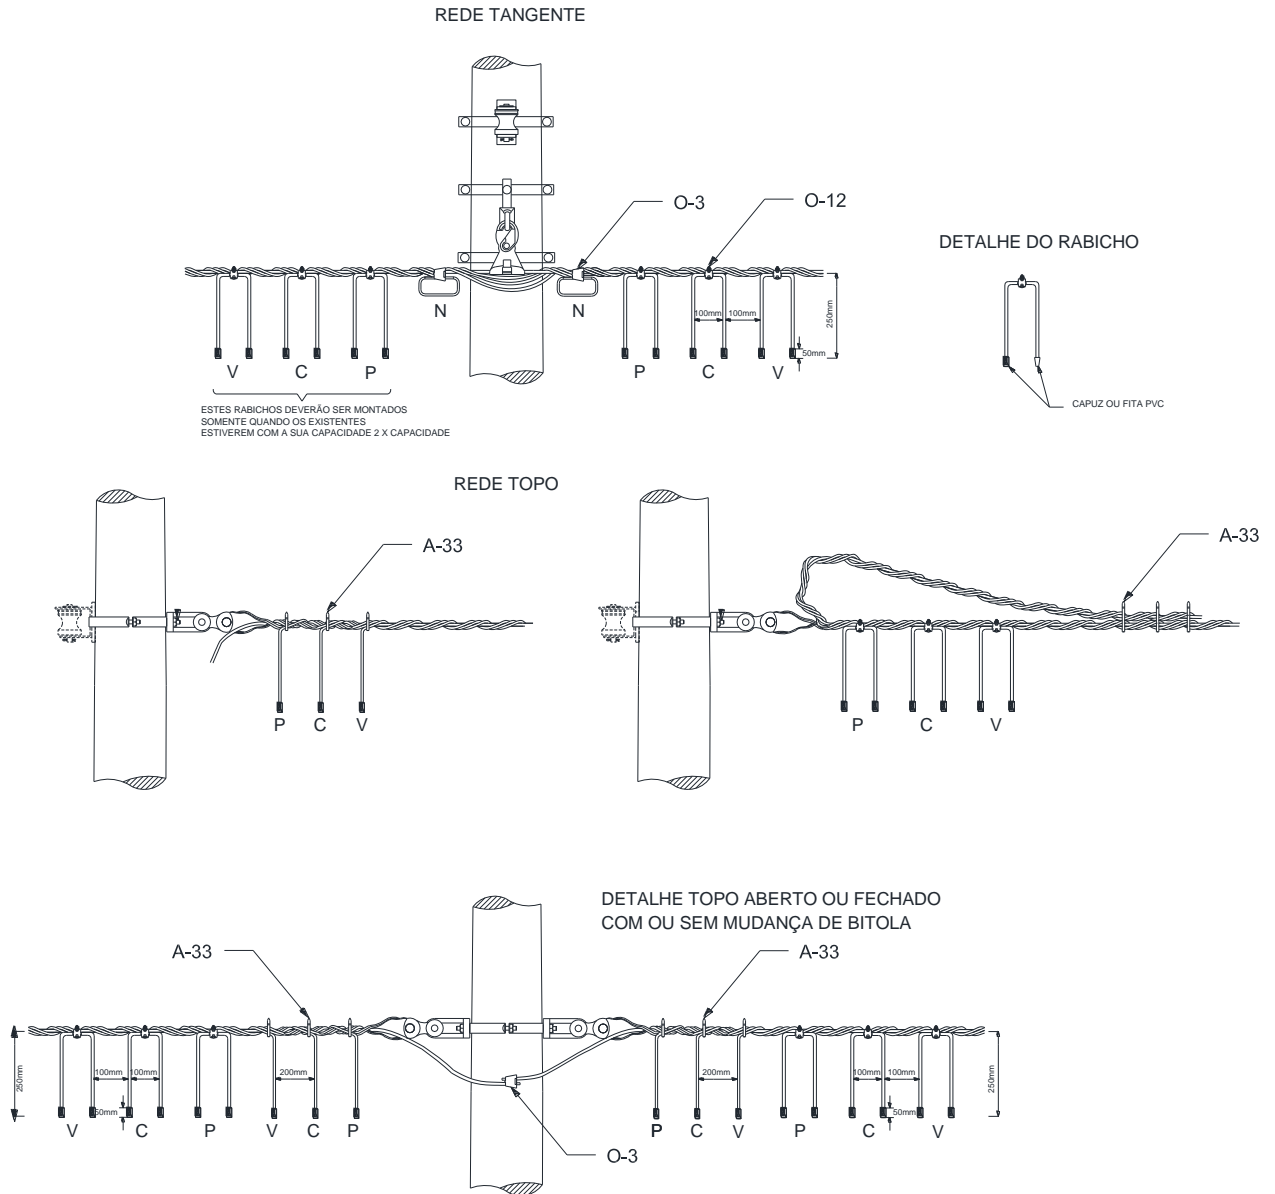 REDE TANGENTE
O-3
O-12
DETALHE DO RABICHO
N
N
100mm
100mm
250mm
50mm
V
C
P
P
C
V
CAPUZ OU FITA PVC
ESTES RABICHOS DEVERÃO SER MONTADOS
SOMENTE QUANDO OS EXISTENTES
ESTIVEREM COM A SUA CAPACIDADE 2 X CAPACIDADE
REDE TOPO
A-33
A-33
P
C
V
P
C
V
DETALHE TOPO ABERTO OU FECHADO
COM OU SEM MUDANÇA DE BITOLA
A-33
A-33
250mm
100mm
100mm
200mm
50mm
200mm
100mm
100mm
50mm
250mm
V
C
P
V
C
P
P
C
V
P
C
V
O-3